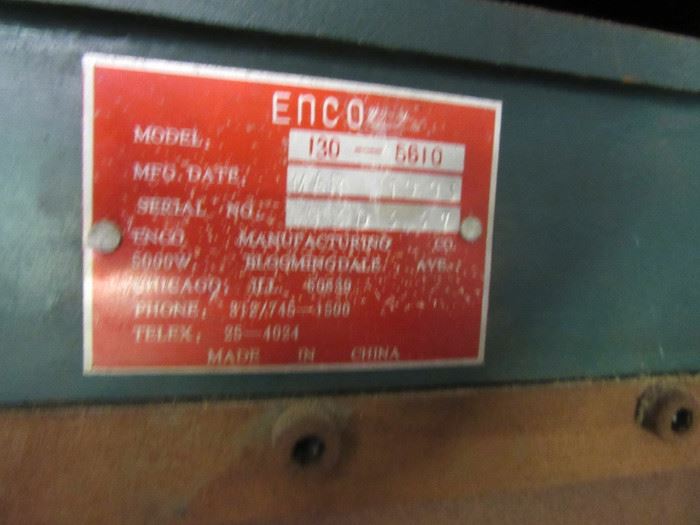 ENCO
MODEL, 130 — 5610
MFG. DATE,
SERIAL NO.
ENCO MANUFACTURING CO.
5000W, BLOOMINGDALE AVE.
CHICAGO, ILL. 60639
PHONE, 312/745—1500
TELEX, 25—4024
MADE IN CHINA